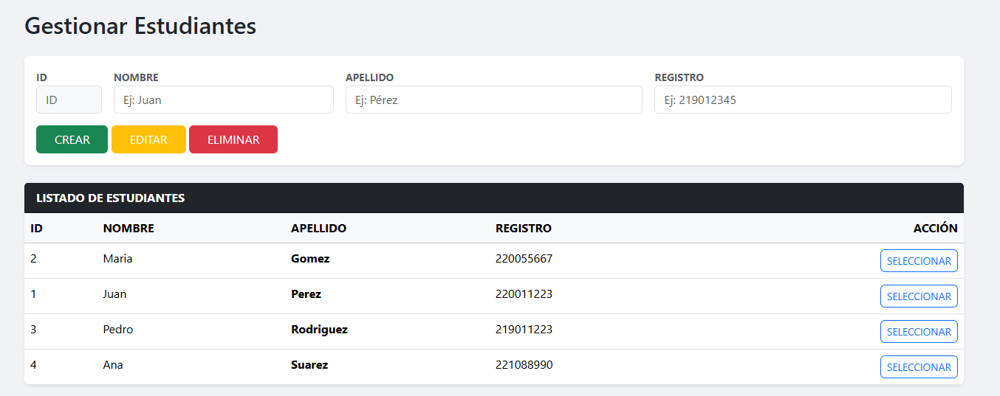 Gestionar Estudiantes
ID NOMBRE APELLIDO REGISTRO
ID Ej: Juan Ej: Pérez Ej: 219012345
CREAR EDITAR ELIMINAR
LISTADO DE ESTUDIANTES
ID NOMBRE APELLIDO REGISTRO ACCIÓN
2 Maria Gomez 220055667 SELECCIONAR
1 Juan Perez 220011223 SELECCIONAR
3 Pedro Rodriguez 219011223 SELECCIONAR
4 Ana Suarez 221088990 SELECCIONAR